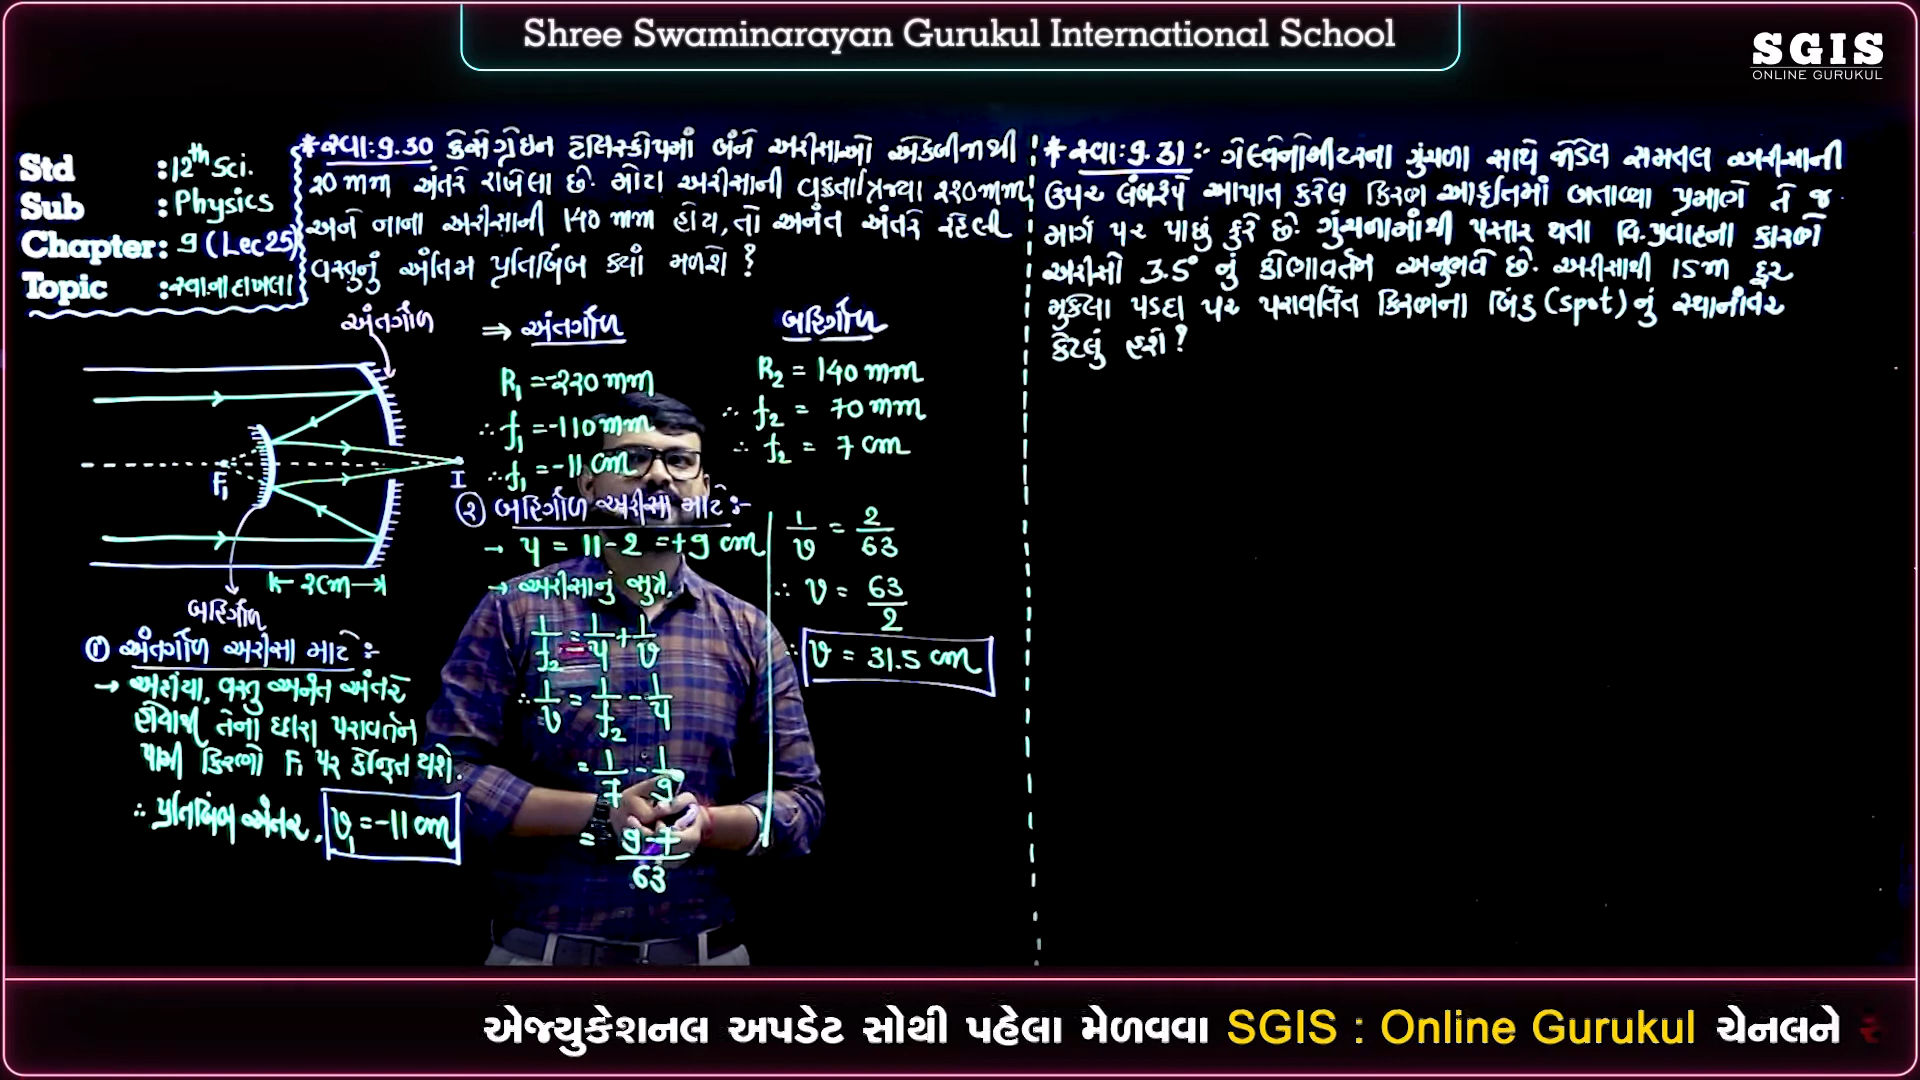 Shree Swaminarayan Gurukul International School
SGIS
ONLINE GURUKUL
Std : 12th Sci.
Sub : Physics
Chapter : 9 (Lec 25)
Topic : સ્વા.ના દાખલા
* સ્વા: 9.30 કેસેગ્રેઇન ટેલિસ્કોપમાં બંને અરીસાઓ એકબીજાથી
૨૦ mm અંતરે રાખેલા છે. મોટા અરીસાની વક્રતાત્રિજ્યા ૨૨૦ mm
અને નાના અરીસાની 140 mm હોય, તો અનંત અંતરે રહેલી
વસ્તુનું અંતિમ પ્રતિબિંબ ક્યાં મળશે ?
અંતર્ગોળ
F₁
I
૨cm
બહિર્ગોળ
① અંતર્ગોળ અરીસા માટે :-
→ અહીંયા, વસ્તુ અનંત અંતરે
હોવાથી તેના દ્વારા પરાવર્તન
પામી કિરણો F₁ પર કેન્દ્રિત થશે.
∴ પ્રતિબિંબ અંતર, v₁ = -11 cm
⇒ અંતર્ગોળ
R₁ = -૨૨૦ mm
∴ f₁ = -110 mm
∴ f₁ = -11 cm
બહિર્ગોળ
R₂ = 140 mm
∴ f₂ = 70 mm
∴ f₂ = 7 cm
② બહિર્ગોળ અરીસા માટે :-
→ u = 11 - 2 = +9 cm
→ અરીસાનું સૂત્ર,
1/f₂ = 1/u + 1/v
∴ 1/v = 1/f₂ - 1/u
= 1/7 - 1/9
= 9-7/63
1/v = 2/63
∴ v = 63/2
∴ v = 31.5 cm
* સ્વા: 9.31 :- ગેલ્વેનોમીટરના ગુંચળા સાથે જોડેલ સમતલ અરીસાની
ઉપર લંબરૂપે આપાત કરેલ કિરણ આકૃતિમાં બતાવ્યા પ્રમાણે તે જ
માર્ગ પર પાછું ફરે છે. ગુંચળામાંથી પસાર થતા વિ.પ્રવાહના કારણે
અરીસો 3.5° નું કોણાવર્તન અનુભવે છે. અરીસાથી 1.5m દૂર
મુકેલા પડદા પર પરાવર્તિત કિરણના બિંદુ (spot) નું સ્થાનાંતર
કેટલું હશે ?
એજ્યુકેશનલ અપડેટ સોથી પહેલા મેળવવા SGIS : Online Gurukul ચેનલને